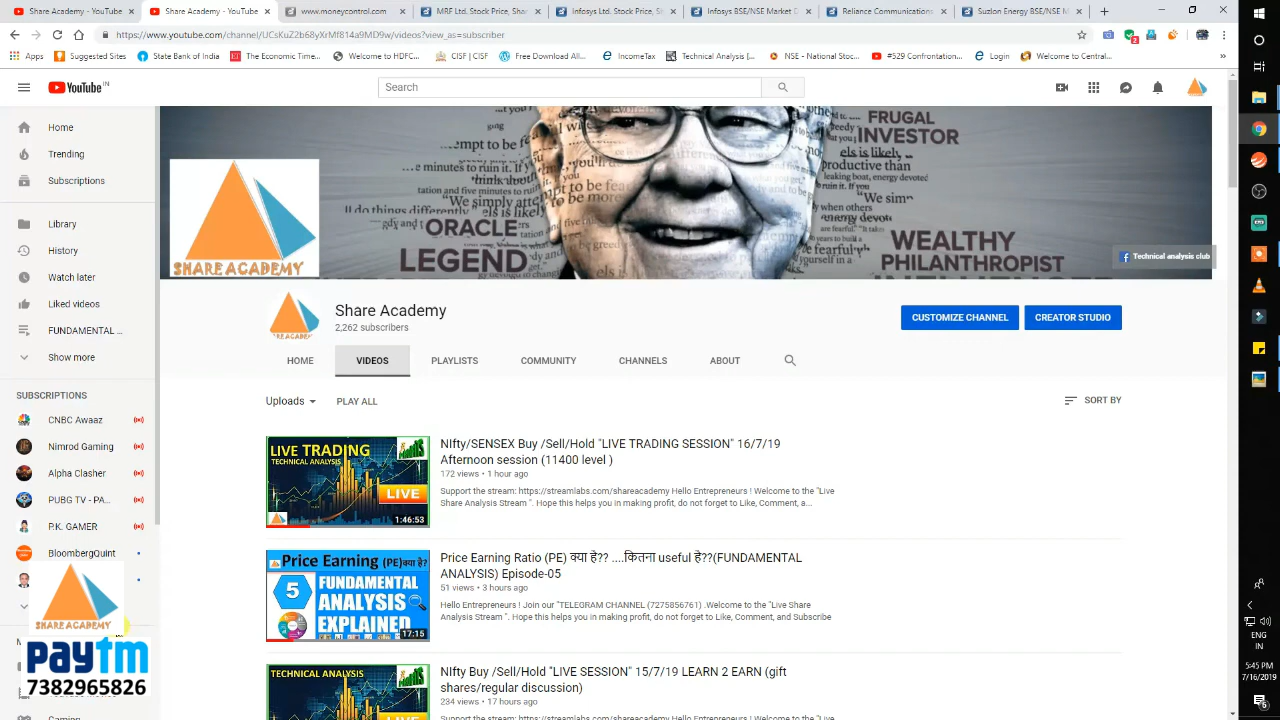 Share Academy - YouTube
Share Academy - YouTube
www.moneycontrol.com
MRF Ltd. Stock Price, Shar
Infosys Ltd. Stock Price, S
Infosys BSE/NSE Market D
Reliance Communications
Suzlon Energy BSE/NSE M
https://www.youtube.com/channel/UCsKuZ2b68yXrMf814a9MD9w/videos?view_as=subscriber
Apps
Suggested Sites
State Bank of India
The Economic Time...
Welcome to HDFC...
CISF | CISF
Free Download All...
IncomeTax
Technical Analysis [...
NSE - National Stoc...
#529 Confrontation...
Login
Welcome to Central...
YouTube IN
Search
Home
Trending
Subscriptions
Library
History
Watch later
Liked videos
FUNDAMENTAL ...
Show more
SUBSCRIPTIONS
CNBC Awaaz
Nimrod Gaming
Alpha Clasher
PUBG TV - PA...
P.K. GAMER
BloombergQuint
SHARE ACADEMY
paytm
7382965826
SHARE ACADEMY
ORACLE
LEGEND
FRUGAL
INVESTOR
WEALTHY
PHILANTHROPIST
Technical analysis club
Share Academy
2,262 subscribers
CUSTOMIZE CHANNEL
CREATOR STUDIO
HOME
VIDEOS
PLAYLISTS
COMMUNITY
CHANNELS
ABOUT
Uploads
PLAY ALL
SORT BY
LIVE TRADING
TECHNICAL ANALYSIS
LIVE
1:46:53
NIfty/SENSEX Buy /Sell/Hold "LIVE TRADING SESSION" 16/7/19
Afternoon session (11400 level )
172 views • 1 hour ago
Support the stream: https://streamlabs.com/shareacademy Hello Entrepreneurs ! Welcome to the "Live
Share Analysis Stream ". Hope this helps you in making profit, do not forget to Like, Comment, a...
Price Earning (PE) क्या है?
5
FUNDAMENTAL
ANALYSIS
EXPLAINED
17:15
Price Earning Ratio (PE) क्या है?? ....कितना useful है??(FUNDAMENTAL
ANALYSIS) Episode-05
51 views • 3 hours ago
Hello Entrepreneurs ! Join our "TELEGRAM CHANNEL (7275856761) .Welcome to the "Live Share
Analysis Stream ". Hope this helps you in making profit, do not forget to Like, Comment, and Subscribe
TECHNICAL ANALYSIS
NIfty Buy /Sell/Hold "LIVE SESSION" 15/7/19 LEARN 2 EARN (gift
shares/regular discussion)
234 views • 17 hours ago
ENG
IN
5:45 PM
7/16/2019